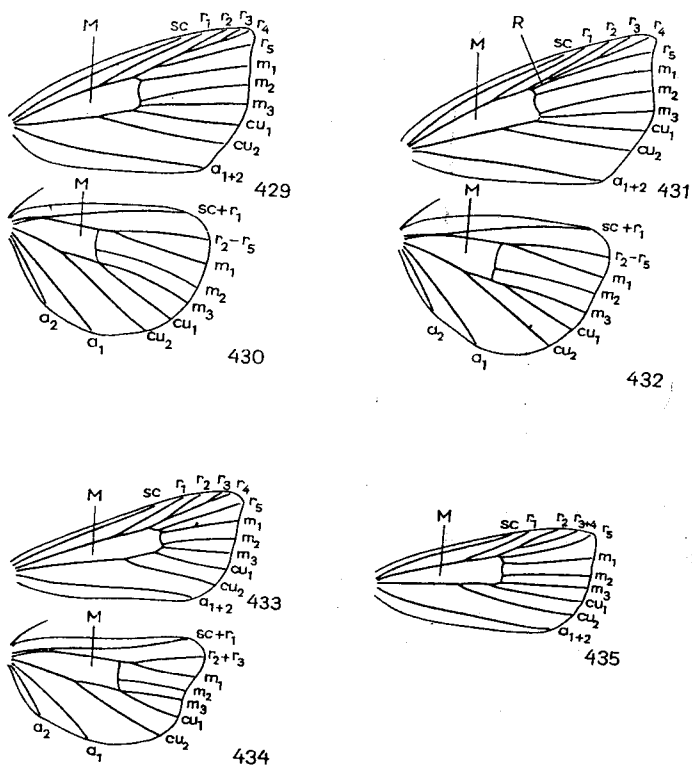 M sc r1 r2 r3 r4
r5
m1
m2
m3
cu1
cu2
a1+2
429
M
sc+r1
r2-r5
m1
m2
m3
cu1
cu2
a1
a2
430
M R sc r1 r2 r3 r4
r5
m1
m2
m3
cu1
cu2
a1+2
431
M
sc+r1
r2-r5
m1
m2
m3
cu1
cu2
a1
a2
432
M sc r1 r2 r3 r4
r5
m1
m2
m3
cu1
cu2
a1+2
433
M
sc+r1
r2+r3
m1
m2
m3
cu1
cu2
a1
a2
434
M sc r1 r2 r3+4 r5
m1
m2
m3
cu1
cu2
a1+2
435